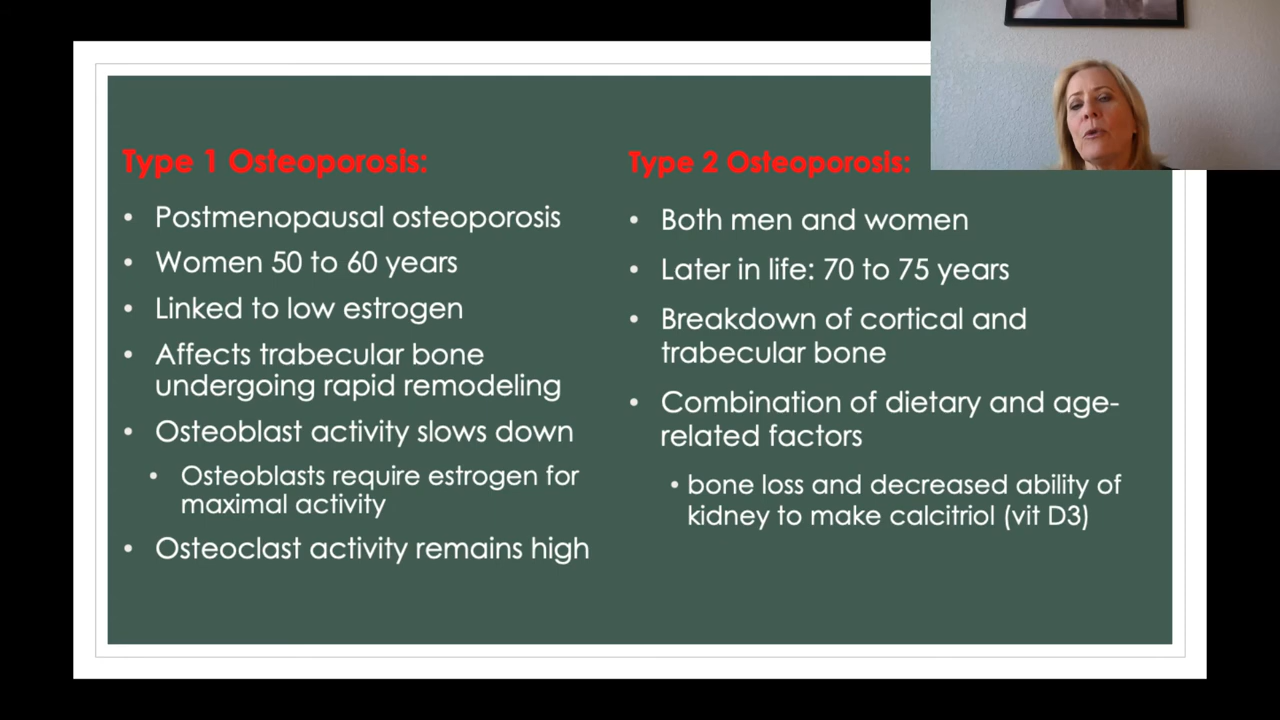 Type 1 Osteoporosis:
• Postmenopausal osteoporosis
• Women 50 to 60 years
• Linked to low estrogen
• Affects trabecular bone
undergoing rapid remodeling
• Osteoblast activity slows down
• Osteoblasts require estrogen for
maximal activity
• Osteoclast activity remains high
Type 2 Osteoporosis:
• Both men and women
• Later in life: 70 to 75 years
• Breakdown of cortical and
trabecular bone
• Combination of dietary and age-
related factors
• bone loss and decreased ability of
kidney to make calcitriol (vit D3)